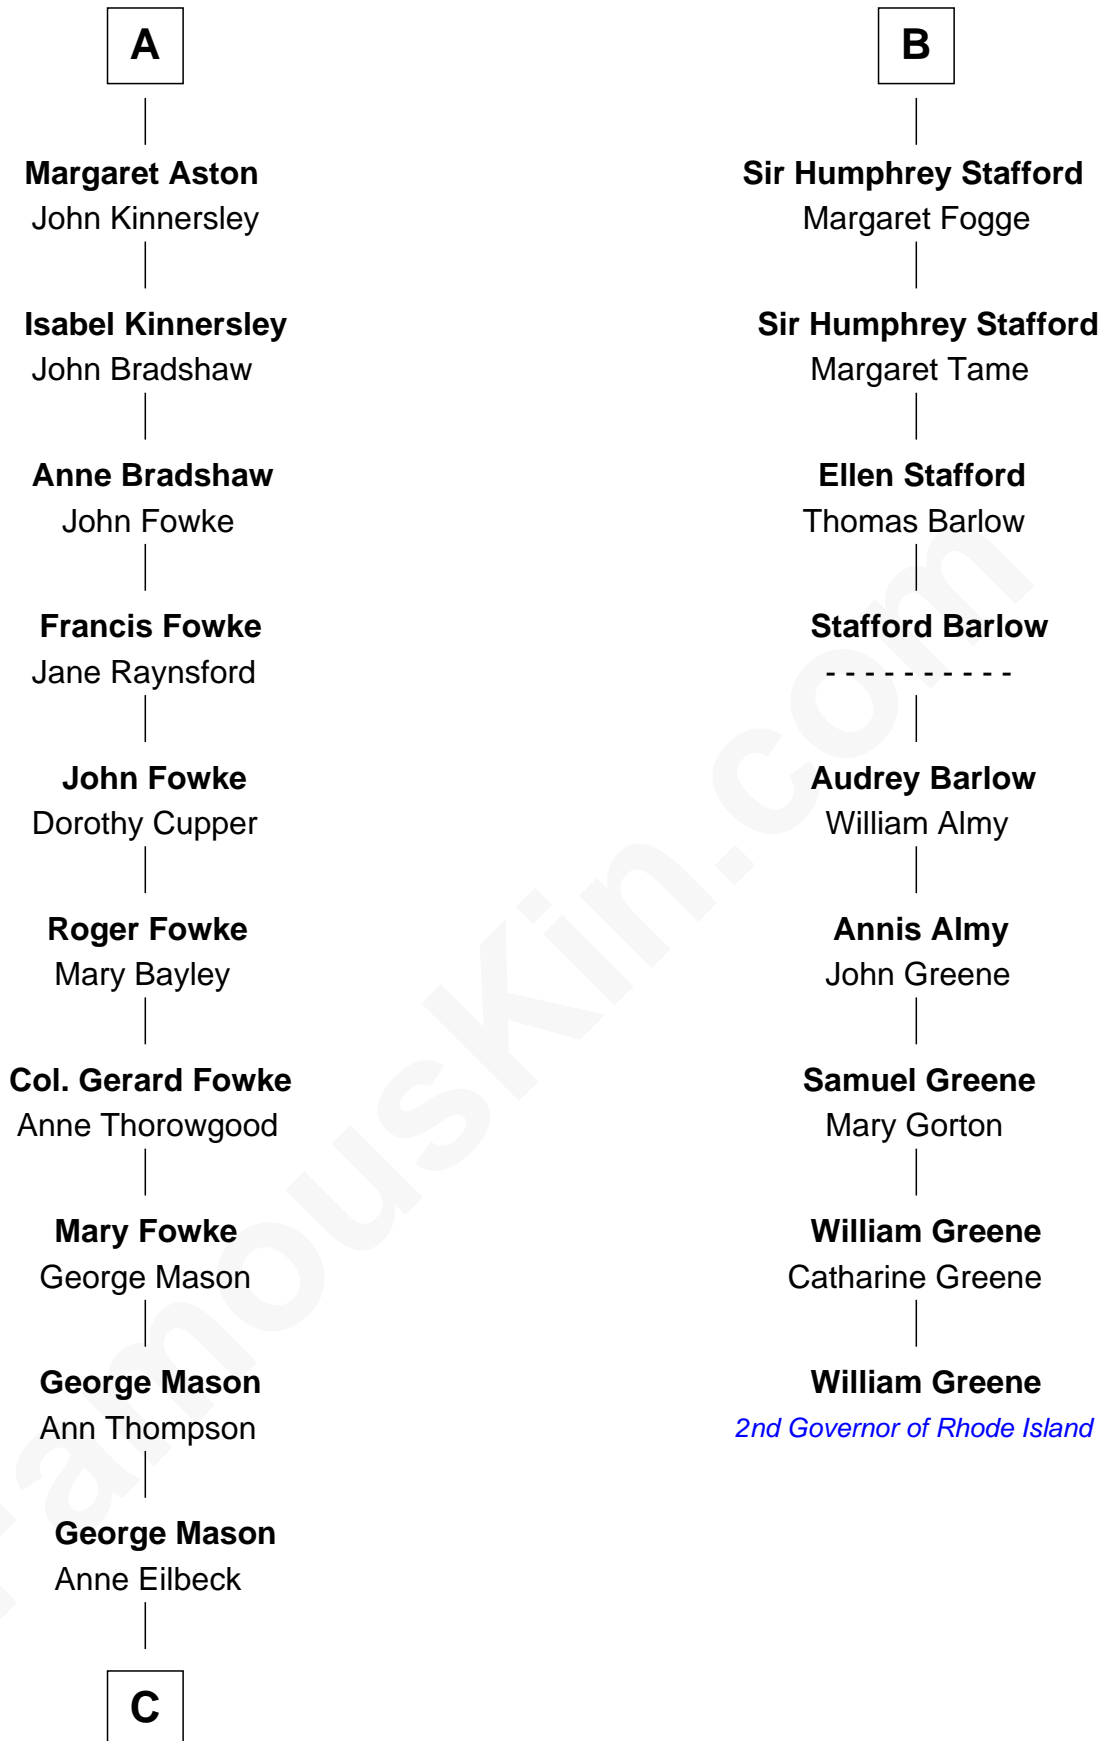 A
Margaret Aston
John Kinnersley
Isabel Kinnersley
John Bradshaw
Anne Bradshaw
John Fowke
Francis Fowke
Jane Raynsford
John Fowke
Dorothy Cupper
Roger Fowke
Mary Bayley
Col. Gerard Fowke
Anne Thorowgood
Mary Fowke
George Mason
George Mason
Ann Thompson
George Mason
Anne Eilbeck
C
B
Sir Humphrey Stafford
Margaret Fogge
Sir Humphrey Stafford
Margaret Tame
Ellen Stafford
Thomas Barlow
Stafford Barlow
- - - - - - - - - -
Audrey Barlow
William Almy
Annis Almy
John Greene
Samuel Greene
Mary Gorton
William Greene
Catharine Greene
William Greene
2nd Governor of Rhode Island
FamousKin.com